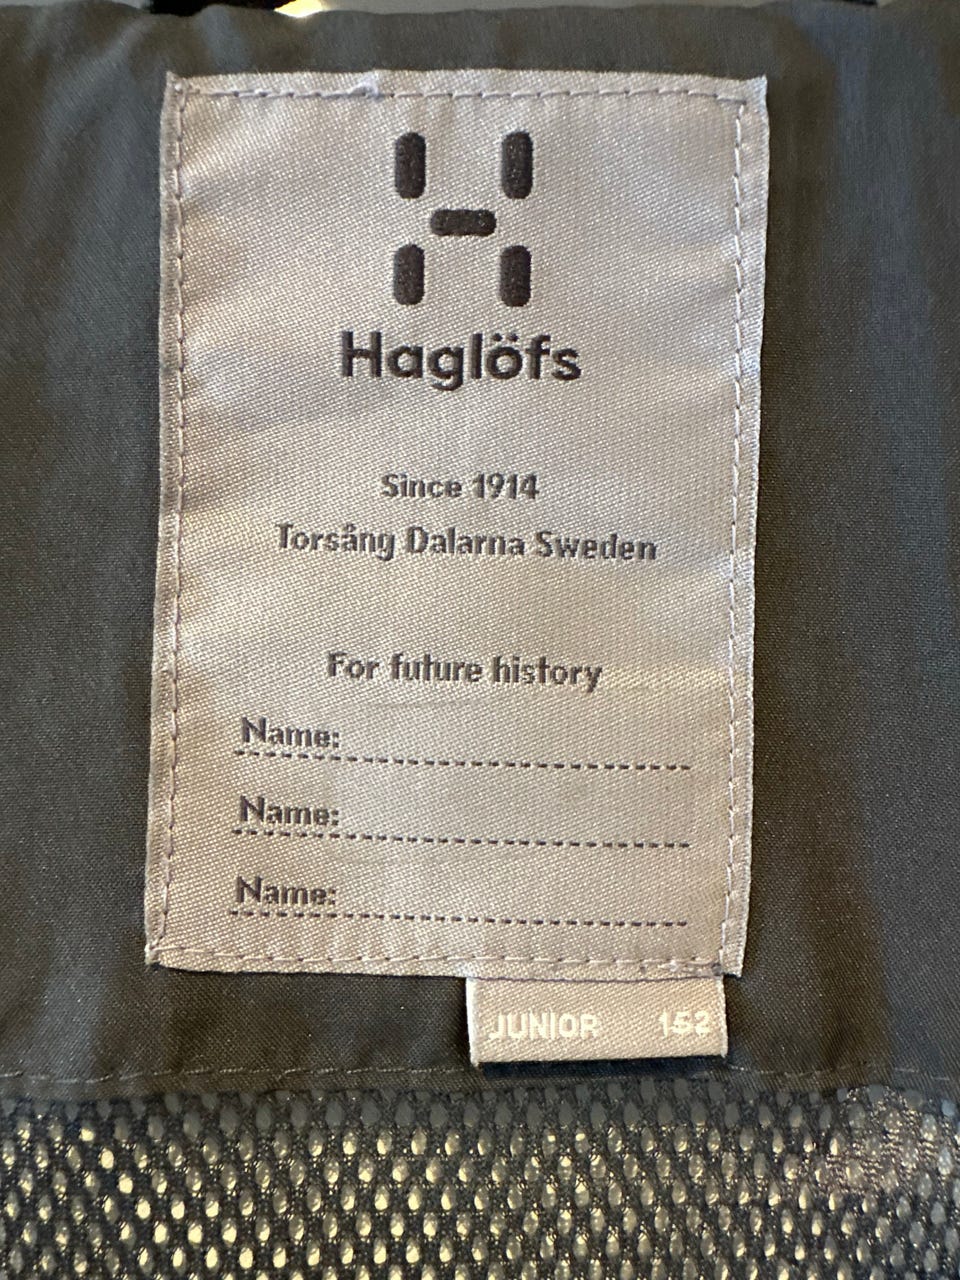 Haglöfs
Since 1914
Torsång Dalarna Sweden
For future history
Name:
Name:
Name:
JUNIOR 152